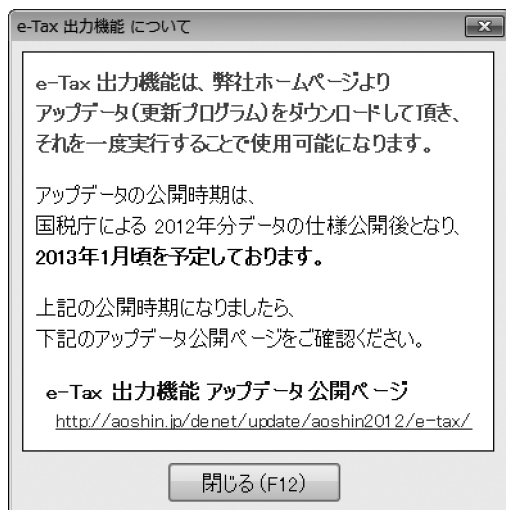 e-Tax 出力機能 について
e-Tax 出力機能は、弊社ホームページより
アップデータ（更新プログラム）をダウンロードして頂き、
それを一度実行することで使用可能になります。
アップデータの公開時期は、
国税庁による 2012年分データの仕様公開後となり、
2013年1月頃を予定しております。
上記の公開時期になりましたら、
下記のアップデータ公開ページをご確認ください。
e-Tax 出力機能 アップデータ公開ページ
http://aoshin.jp/denet/update/aoshin2012/e-tax/
閉じる（F12）